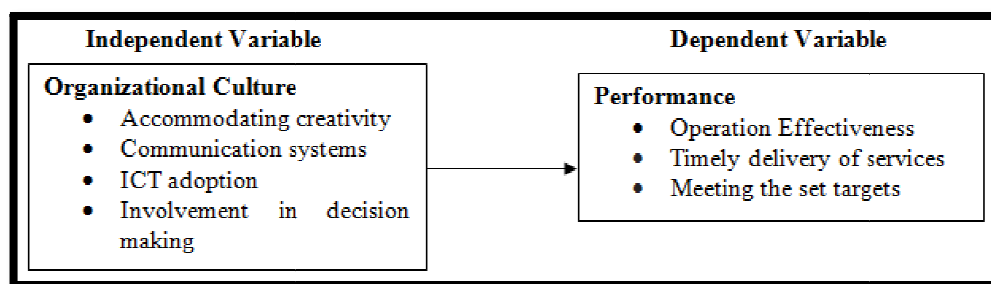 Independent Variable
Organizational Culture
• Accommodating creativity
• Communication systems
• ICT adoption
• Involvement in decision
making
Dependent Variable
Performance
• Operation Effectiveness
• Timely delivery of services
• Meeting the set targets